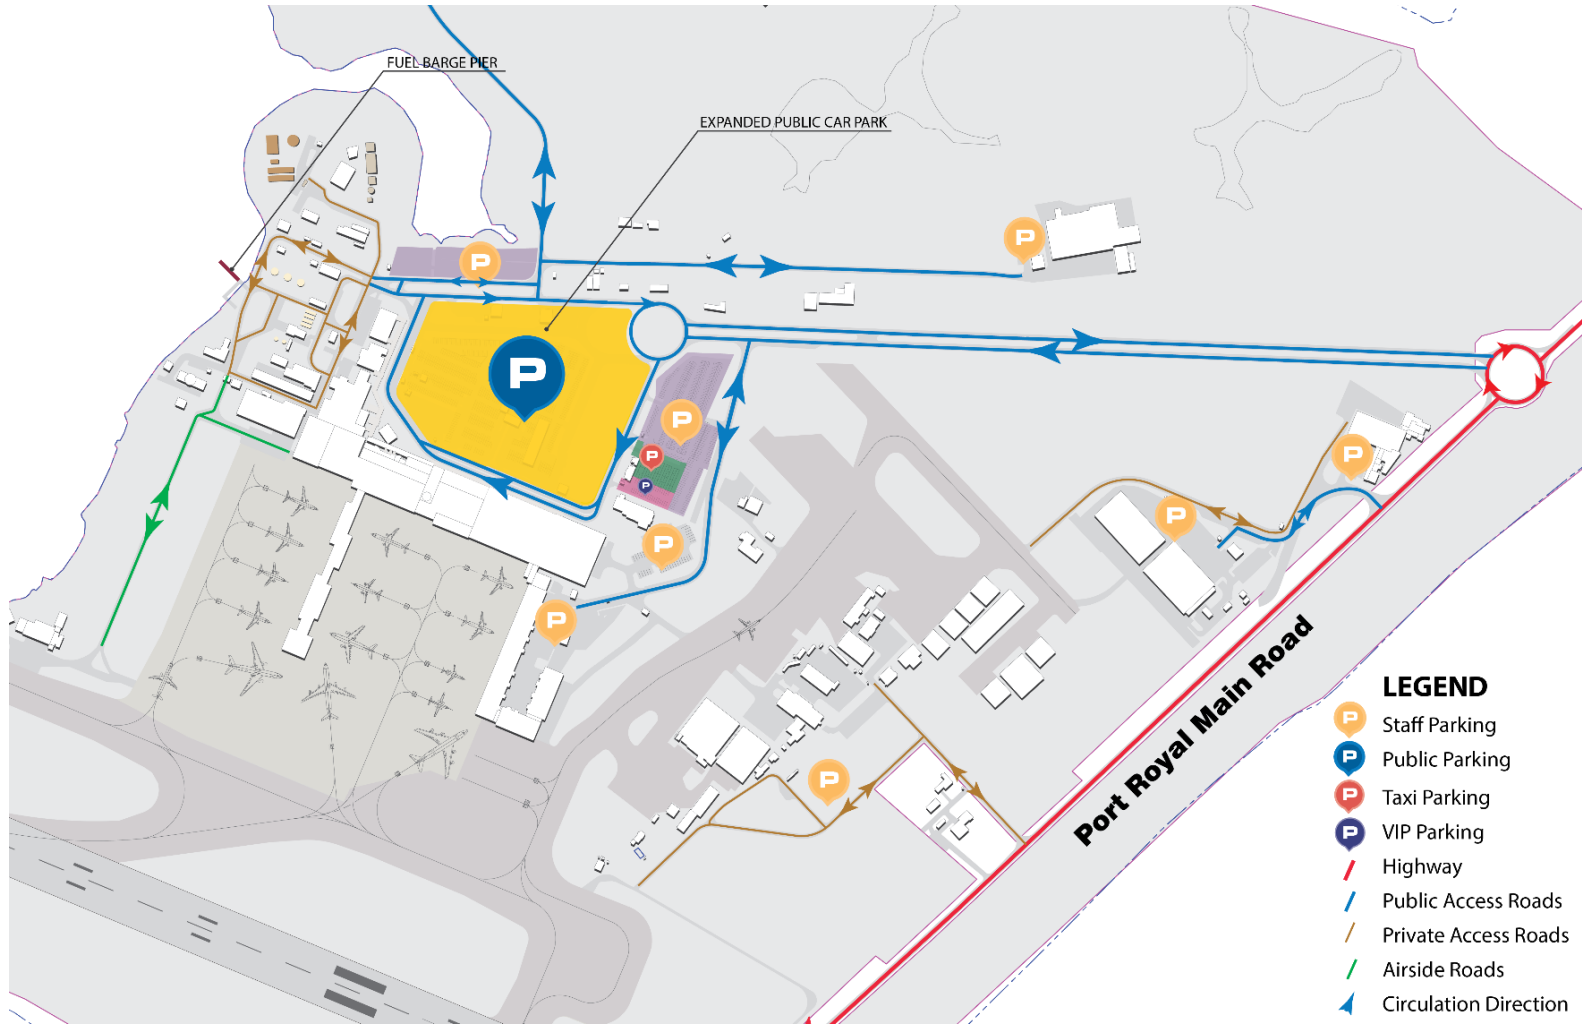 FUEL BARGE PIER
EXPANDED PUBLIC CAR PARK
P
P
P
P
P
P
P
P
P
P
P
Port Royal Main Road
LEGEND
P Staff Parking
P Public Parking
P Taxi Parking
P VIP Parking
Highway
Public Access Roads
Private Access Roads
Airside Roads
Circulation Direction